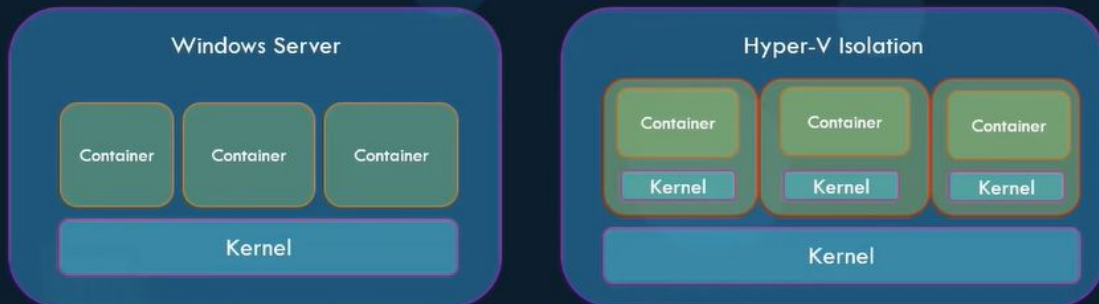 Windows Server
Container Container Container
Kernel
Hyper-V Isolation
Container Container Container
Kernel Kernel Kernel
Kernel